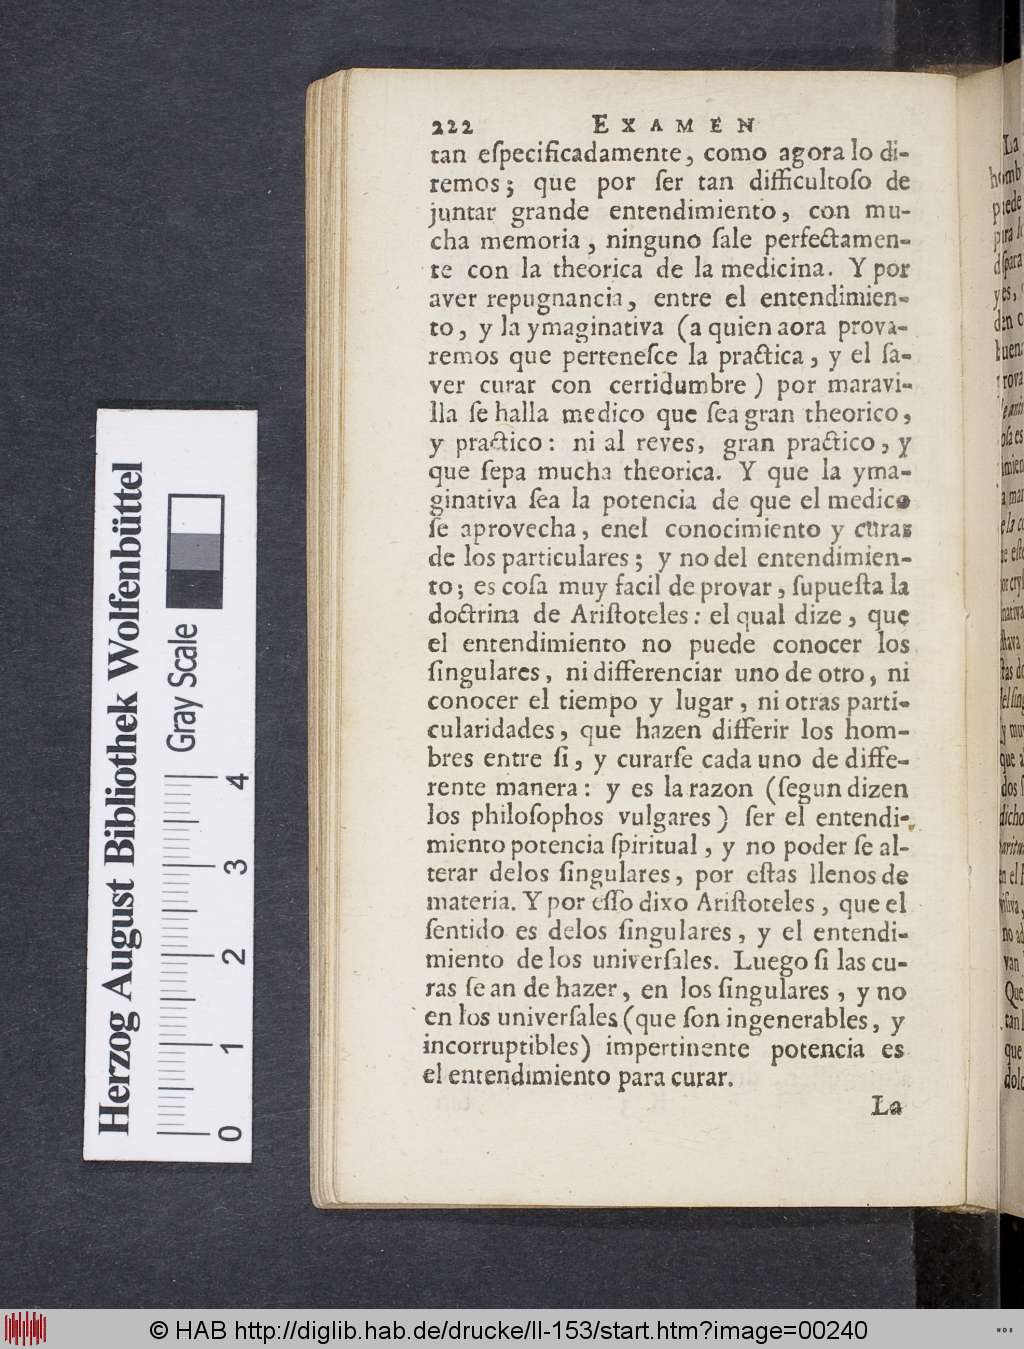 222 EXAMEN
tan eſpecificadamente, como agora lo di-
remos; que por ſer tan difficultoſo de
juntar grande entendimiento, con mu-
cha memoria, ninguno ſale perfectamen-
te con la theorica de la medicina. Y por
aver repugnancia, entre el entendimien-
to, y la ymaginativa (a quien aora prova-
remos que perteneſce la practica, y el ſa-
ver curar con certidumbre) por maravi-
lla ſe halla medico que ſea gran theorico,
y practico: ni al reves, gran practico, y
que ſepa mucha theorica. Y que la yma-
ginativa ſea la potencia de que el medico
ſe aprovecha, enel conocimiento y curas
de los particulares; y no del entendimien-
to; es coſa muy facil de provar, ſupueſta la
doctrina de Ariſtoteles: el qual dize, que
el entendimiento no puede conocer los
ſingulares, ni differenciar uno de otro, ni
conocer el tiempo y lugar, ni otras parti-
cularidades, que hazen differir los hom-
bres entre ſi, y curarſe cada uno de diffe-
rente manera: y es la razon (ſegun dizen
los philoſophos vulgares) ſer el entendi-
miento potencia ſpiritual, y no poder ſe al-
terar delos ſingulares, por eſtas llenos de
materia. Y por eſſo dixo Ariſtoteles, que el
ſentido es delos ſingulares, y el entendi-
miento de los univerſales. Luego ſi las cu-
ras ſe an de hazer, en los ſingulares, y no
en los univerſales (que ſon ingenerables, y
incorruptibles) impertinente potencia es
el entendimiento para curar.
La
Herzog August Bibliothek Wolfenbüttel
Gray Scale
0 1 2 3 4
© HAB http://diglib.hab.de/drucke/ll-153/start.htm?image=00240